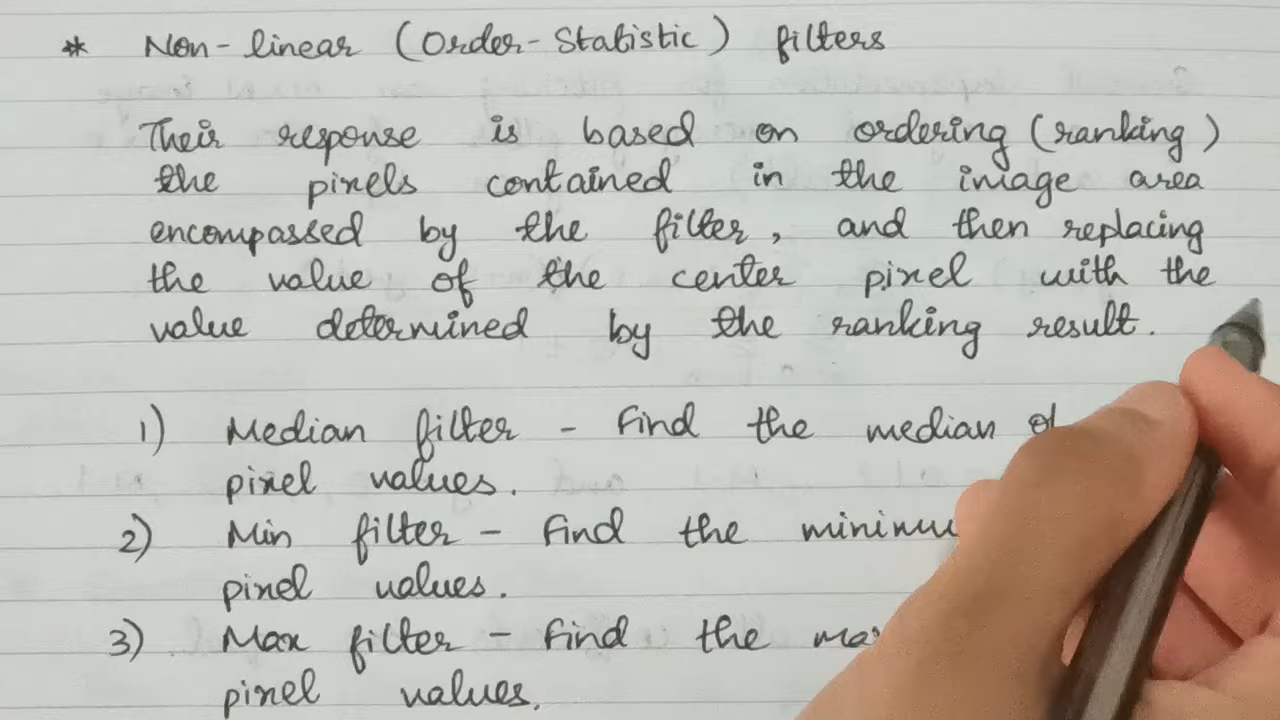 * Non-linear (Order-Statistic) filters
Their response is based on ordering (ranking)
the pixels contained in the image area
encompassed by the filter, and then replacing
the value of the center pixel with the
value determined by the ranking result.
1) Median filter - Find the median of
pixel values.
2) Min filter - Find the minimu
pixel values.
3) Max filter - Find the ma
pixel values.